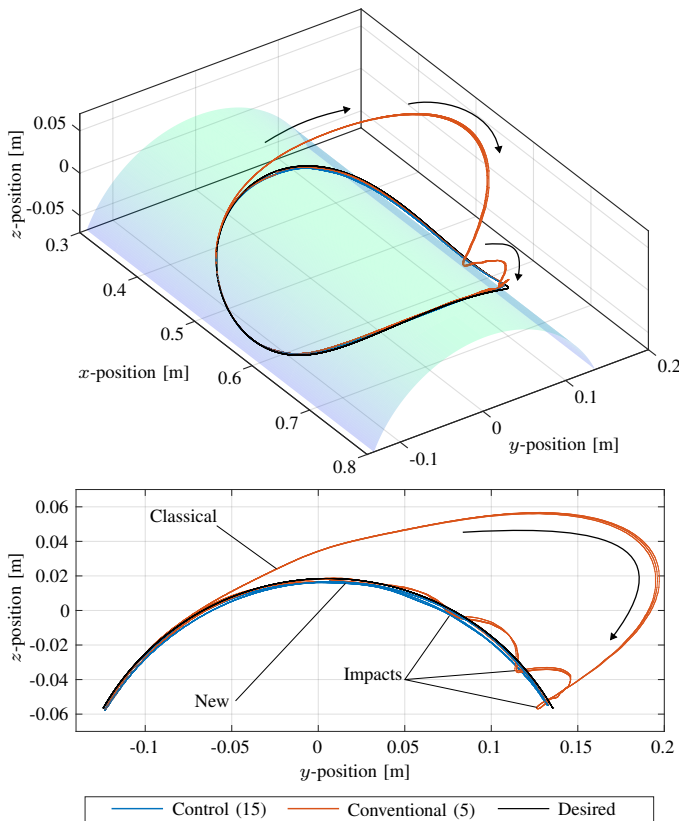 0.05
0
-0.05
z-position [m]
0.3
0.4
0.5
0.6
0.7
0.8
x-position [m]
-0.1
0
0.1
0.2
y-position [m]
0.06
0.04
0.02
0
-0.02
-0.04
-0.06
z-position [m]
Classical
New
Impacts
-0.1
-0.05
0
0.05
0.1
0.15
0.2
y-position [m]
Control (15)
Conventional (5)
Desired